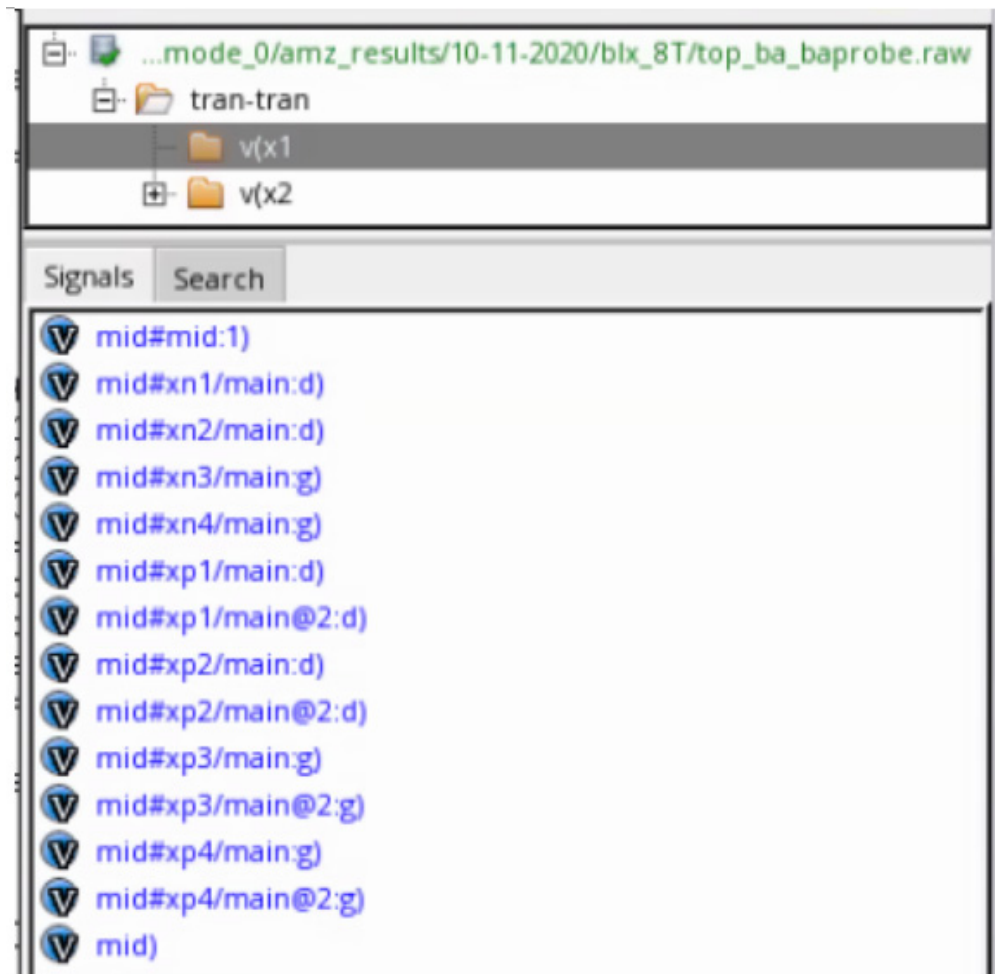 ...mode_0/amz_results/10-11-2020/blx_8T/top_ba_baprobe.raw
tran-tran
v(x1
v(x2
Signals Search
mid#mid:1)
mid#xn1/main:d)
mid#xn2/main:d)
mid#xn3/main:g)
mid#xn4/main:g)
mid#xp1/main:d)
mid#xp1/main@2:d)
mid#xp2/main:d)
mid#xp2/main@2:d)
mid#xp3/main:g)
mid#xp3/main@2:g)
mid#xp4/main:g)
mid#xp4/main@2:g)
mid)